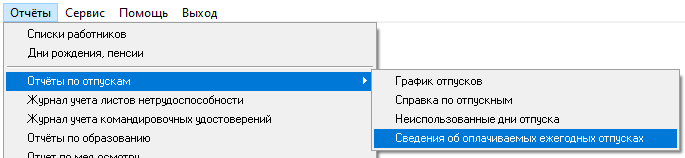 Отчёты Сервис Помощь Выход
Списки работников
Дни рождения, пенсии
Отчёты по отпускам
Журнал учета листов нетрудоспособности
Журнал учета командировочных удостоверений
Отчёты по образованию
Отчет по мед.осмотру
График отпусков
Справка по отпускным
Неиспользованные дни отпуска
Сведения об оплачиваемых ежегодных отпусках